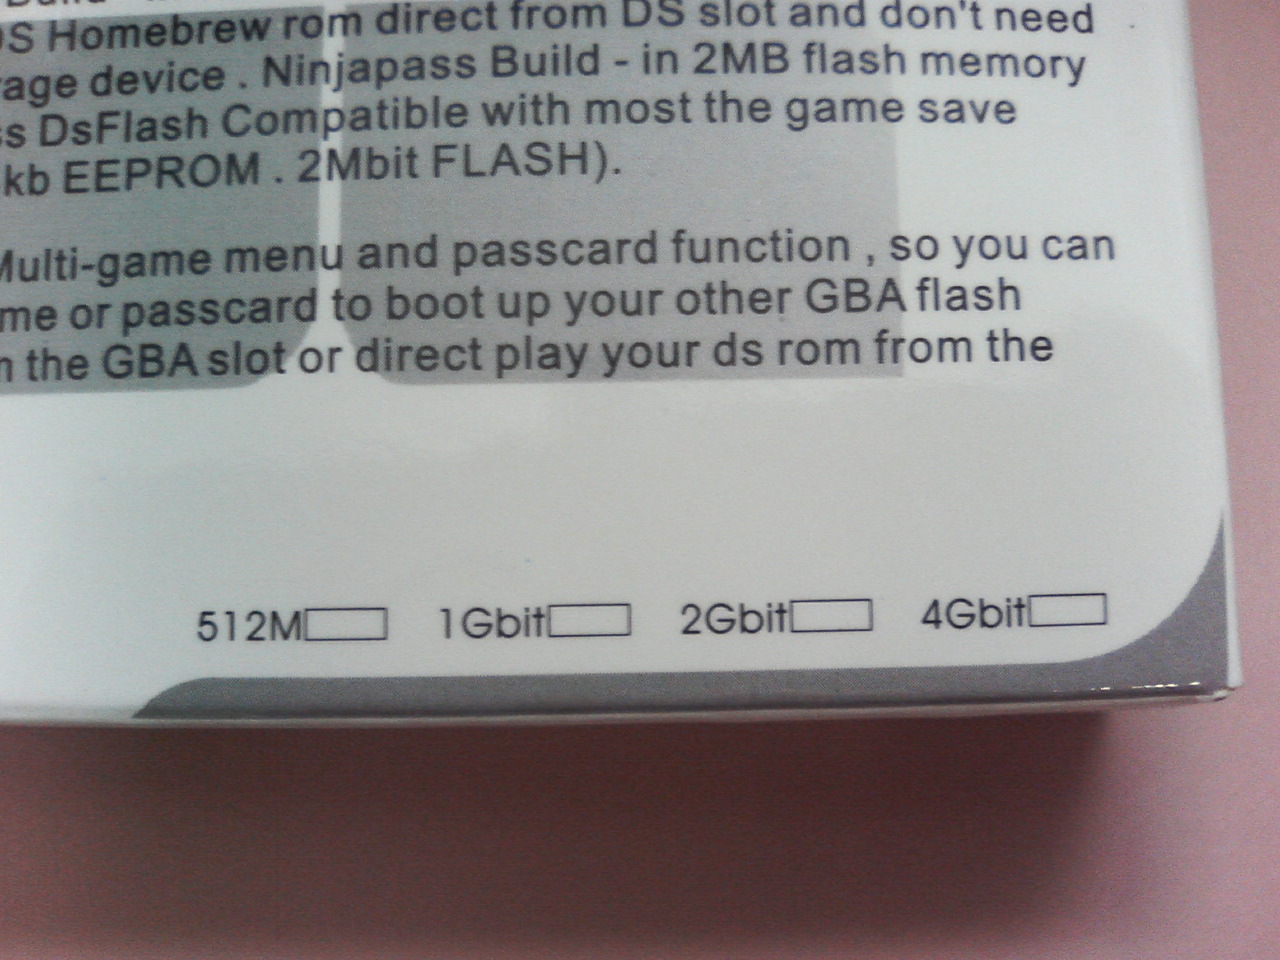 DS Homebrew rom direct from DS slot and don't need
age device . Ninjapass Build - in 2MB flash memory
ss DsFlash Compatible with most the game save
kb EEPROM . 2Mbit FLASH).
Multi-game menu and passcard function , so you can
me or passcard to boot up your other GBA flash
n the GBA slot or direct play your ds rom from the
512M 1Gbit 2Gbit 4Gbit